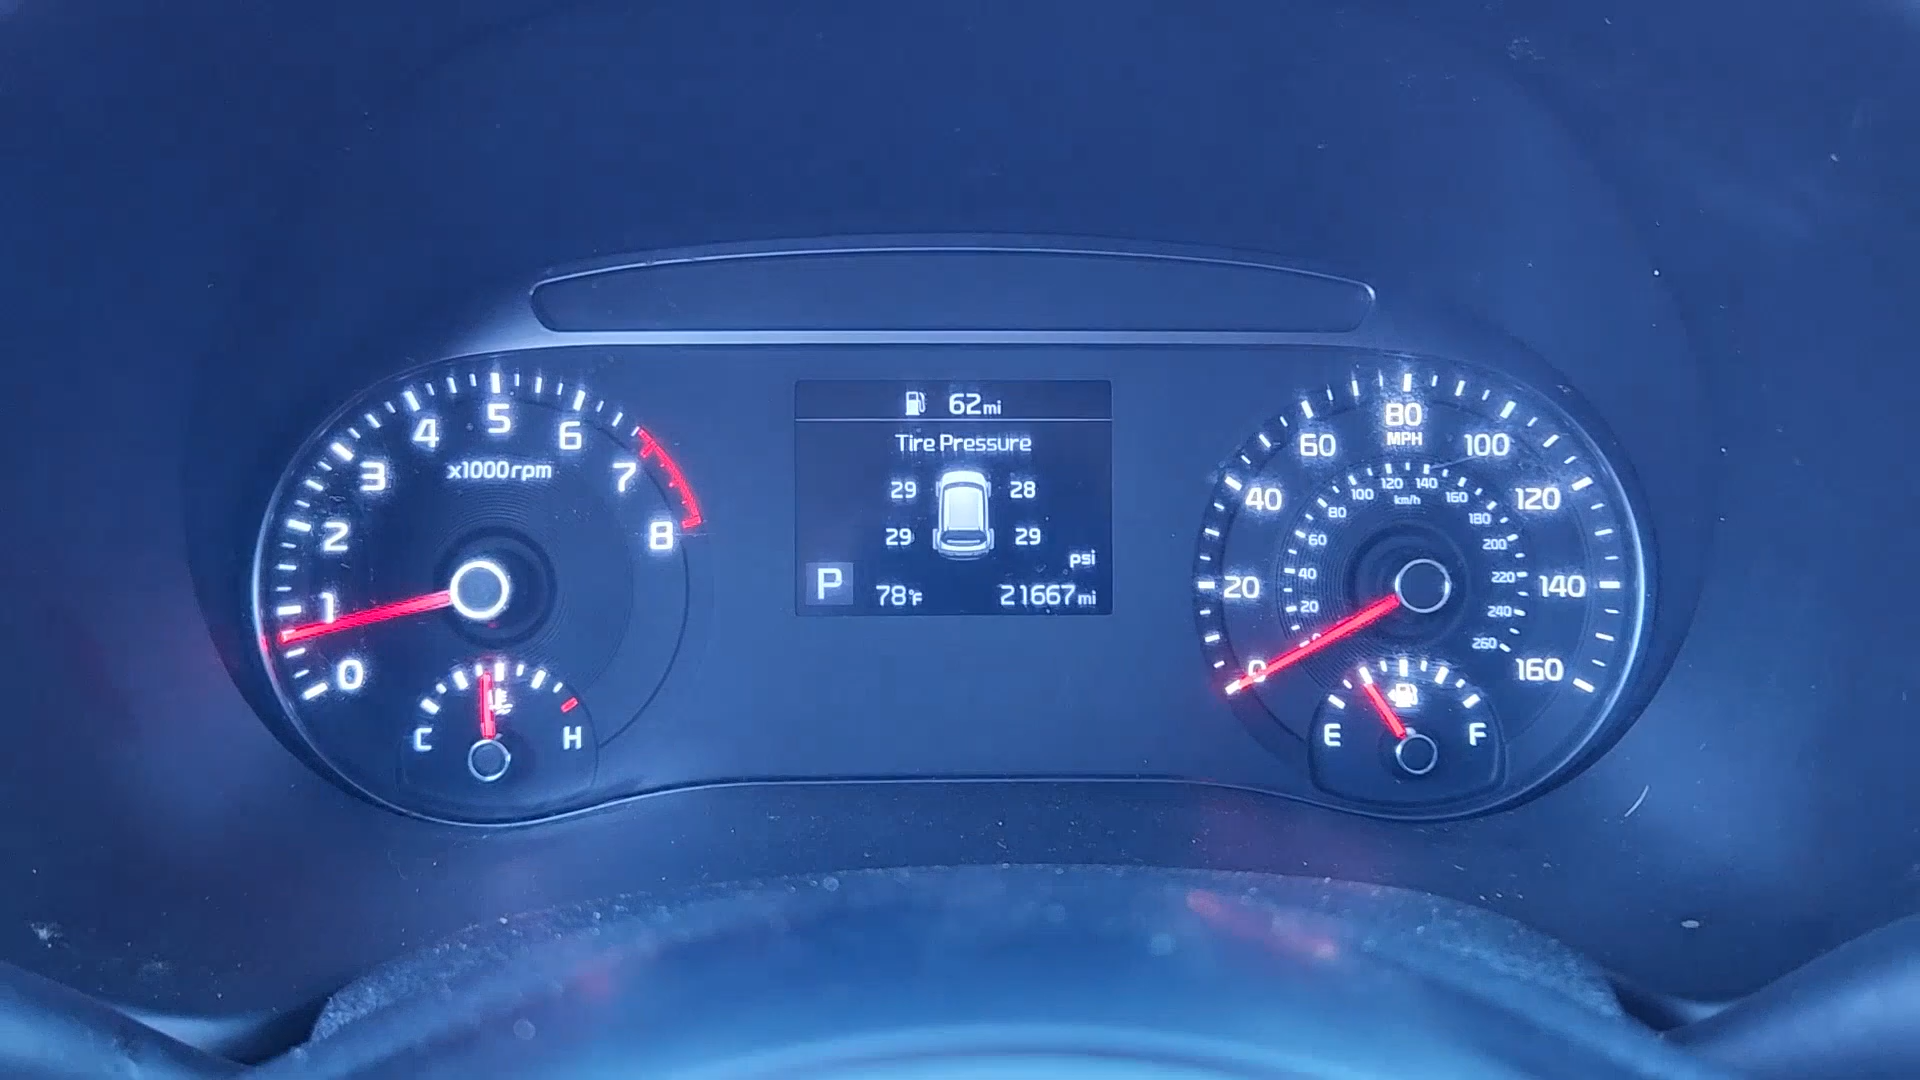 62mi
Tire Pressure
29 28
29 29
psi
P 78°F 21667mi
0 1 2 3 4 5 6 7 8
x1000rpm
C H
0 20 40 60 80 100 120 140 160
MPH
20 40 60 80 100 120 140 160 180 200 220 240 260
km/h
E F